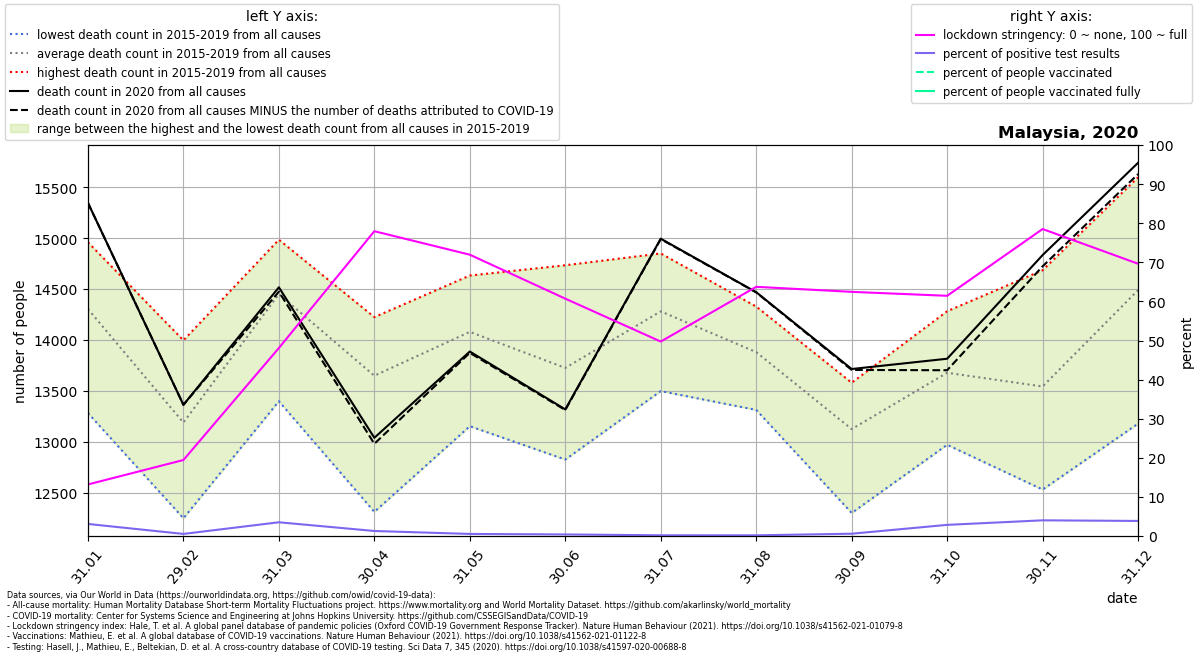 left Y axis:
lowest death count in 2015-2019 from all causes
average death count in 2015-2019 from all causes
highest death count in 2015-2019 from all causes
death count in 2020 from all causes
death count in 2020 from all causes MINUS the number of deaths attributed to COVID-19
range between the highest and the lowest death count from all causes in 2015-2019
right Y axis:
lockdown stringency: 0 ~ none, 100 ~ full
percent of positive test results
percent of people vaccinated
percent of people vaccinated fully
Malaysia, 2020
number of people
15500
15000
14500
14000
13500
13000
12500
100
90
80
70
60
50
40
30
20
10
0
percent
31.01
29.02
31.03
30.04
31.05
30.06
31.07
31.08
30.09
31.10
30.11
31.12
date
Data sources, via Our World in Data (https://ourworldindata.org, https://github.com/owid/covid-19-data):
- All-cause mortality: Human Mortality Database Short-term Mortality Fluctuations project. https://www.mortality.org and World Mortality Dataset. https://github.com/akarlinsky/world_mortality
- COVID-19 mortality: Center for Systems Science and Engineering at Johns Hopkins University. https://github.com/CSSEGISandData/COVID-19
- Lockdown stringency index: Hale, T. et al. A global panel database of pandemic policies (Oxford COVID-19 Government Response Tracker). Nature Human Behaviour (2021). https://doi.org/10.1038/s41562-021-01079-8
- Vaccinations: Mathieu, E. et al. A global database of COVID-19 vaccinations. Nature Human Behaviour (2021). https://doi.org/10.1038/s41562-021-01122-8
- Testing: Hasell, J., Mathieu, E., Beltekian, D. et al. A cross-country database of COVID-19 testing. Sci Data 7, 345 (2020). https://doi.org/10.1038/s41597-020-00688-8